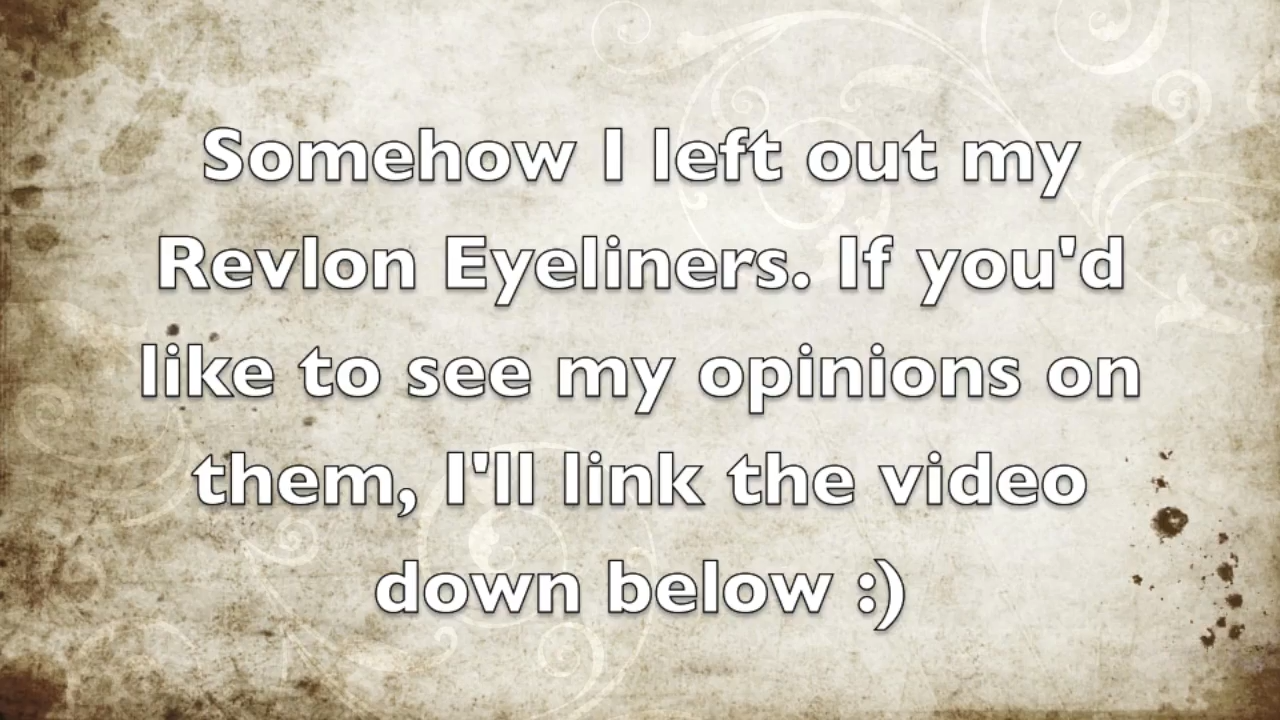 Somehow I left out my
Revlon Eyeliners. If you'd
like to see my opinions on
them, I'll link the video
down below :)